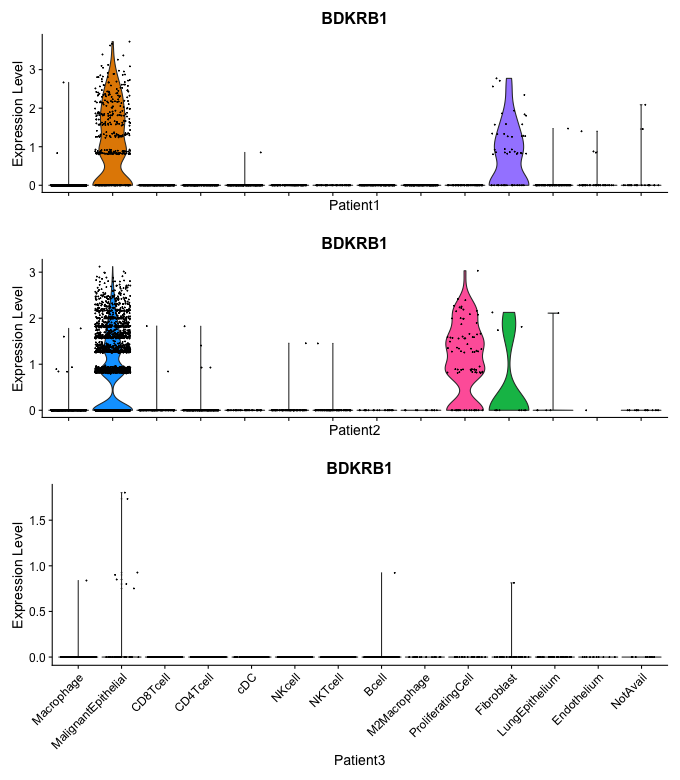 BDKRB1
Expression Level
3
2
1
0
Patient1
BDKRB1
Expression Level
3
2
1
0
Patient2
BDKRB1
Expression Level
1.5
1.0
0.5
0.0
Macrophage
MalignantEpithelial
CD8Tcell
CD4Tcell
cDC
NKcell
NKTcell
Bcell
M2Macrophage
ProliferatingCell
Fibroblast
LungEpithelium
Endothelium
NotAvail
Patient3